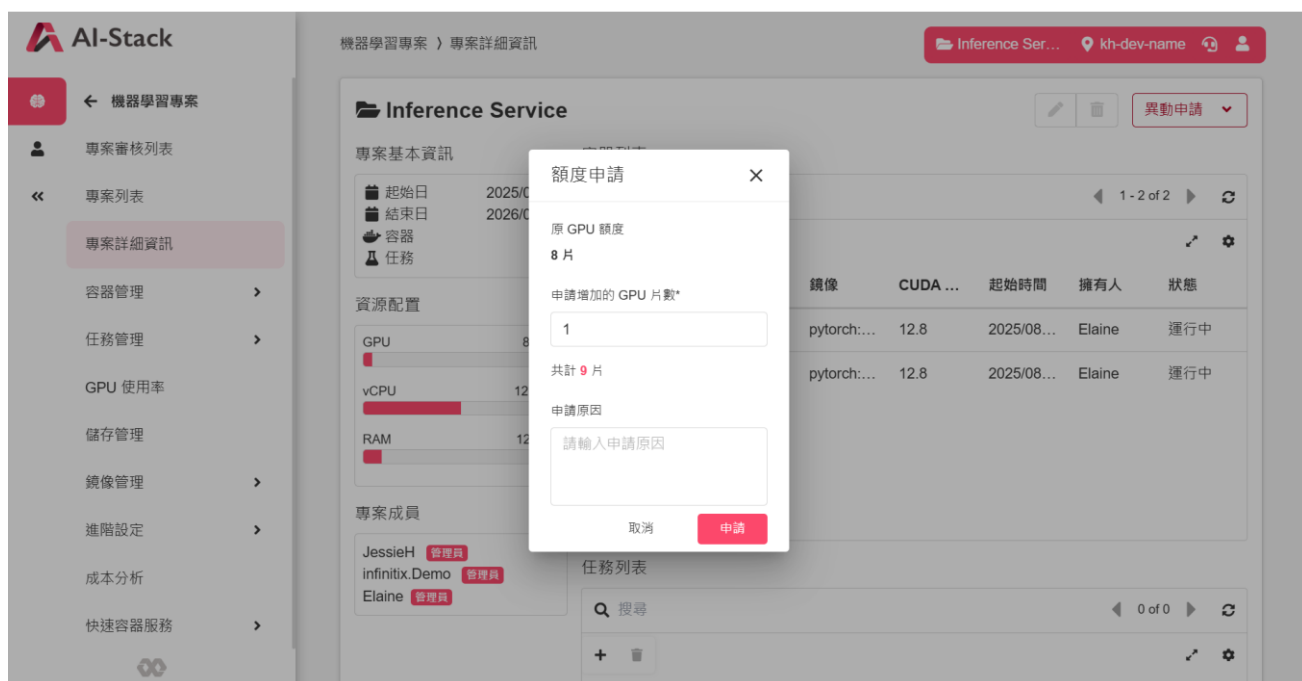 AI-Stack
機器學習專案 〉專案詳細資訊
Inference Ser...
kh-dev-name
機器學習專案
專案審核列表
專案列表
專案詳細資訊
容器管理
任務管理
GPU 使用率
儲存管理
鏡像管理
進階設定
成本分析
快速容器服務
Inference Service
異動申請
專案基本資訊
起始日 2025/0
結束日 2026/0
容器
任務
資源配置
GPU 8
vCPU 12
RAM 12
專案成員
JessieH 管理員
infinitix.Demo 管理員
Elaine 管理員
額度申請
原 GPU 額度
8 片
申請增加的 GPU 片數*
1
共計 9 片
申請原因
請輸入申請原因
取消
申請
1 - 2 of 2
鏡像 CUDA ... 起始時間 擁有人 狀態
pytorch:... 12.8 2025/08... Elaine 運行中
pytorch:... 12.8 2025/08... Elaine 運行中
任務列表
搜尋
0 of 0